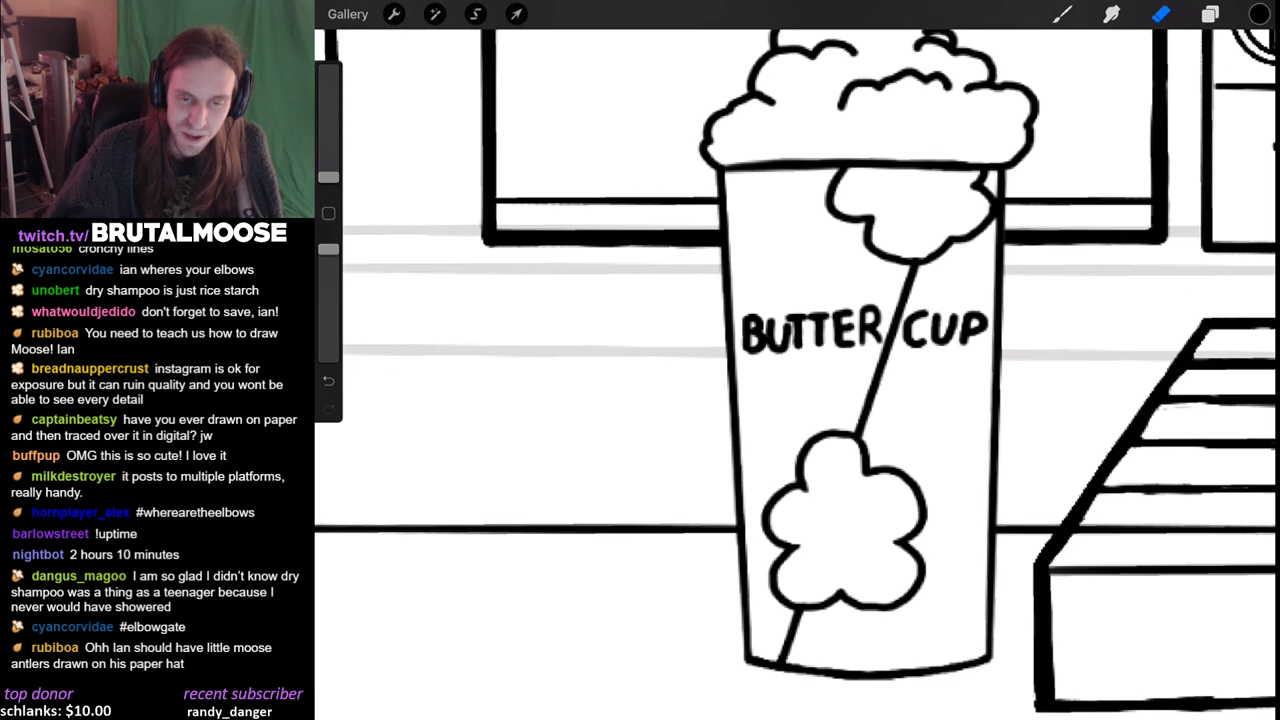 Gallery
twitch.tv/BRUTALMOOSE
mosato56 cronchy lines
cyancorvidae ian wheres your elbows
unobert dry shampoo is just rice starch
whatwouldjedido don't forget to save, ian!
rubiboa You need to teach us how to draw
Moose! Ian
breadnauppercrust instagram is ok for
exposure but it can ruin quality and you wont be
able to see every detail
captainbeatsy have you ever drawn on paper
and then traced over it in digital? jw
buffpup OMG this is so cute! I love it
milkdestroyer it posts to multiple platforms,
really handy.
hornplayer_alex #wherearetheelbows
barlowstreet !uptime
nightbot 2 hours 10 minutes
dangus_magoo I am so glad I didn't know dry
shampoo was a thing as a teenager because I
never would have showered
cyancorvidae #elbowgate
rubiboa Ohh Ian should have little moose
antlers drawn on his paper hat
top donor
schlanks: $10.00
recent subscriber
randy_danger
BUTTER CUP